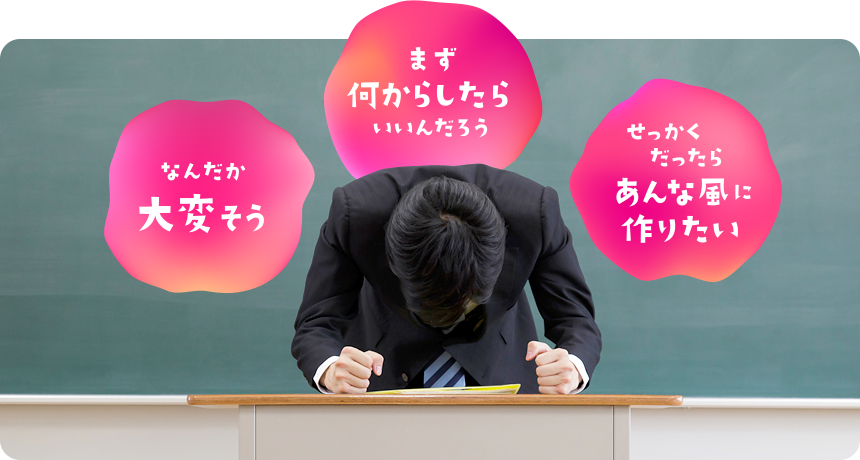 なんだか
大変そう
まず
何からしたら
いいんだろう
せっかく
だったら
あんな風に
作りたい